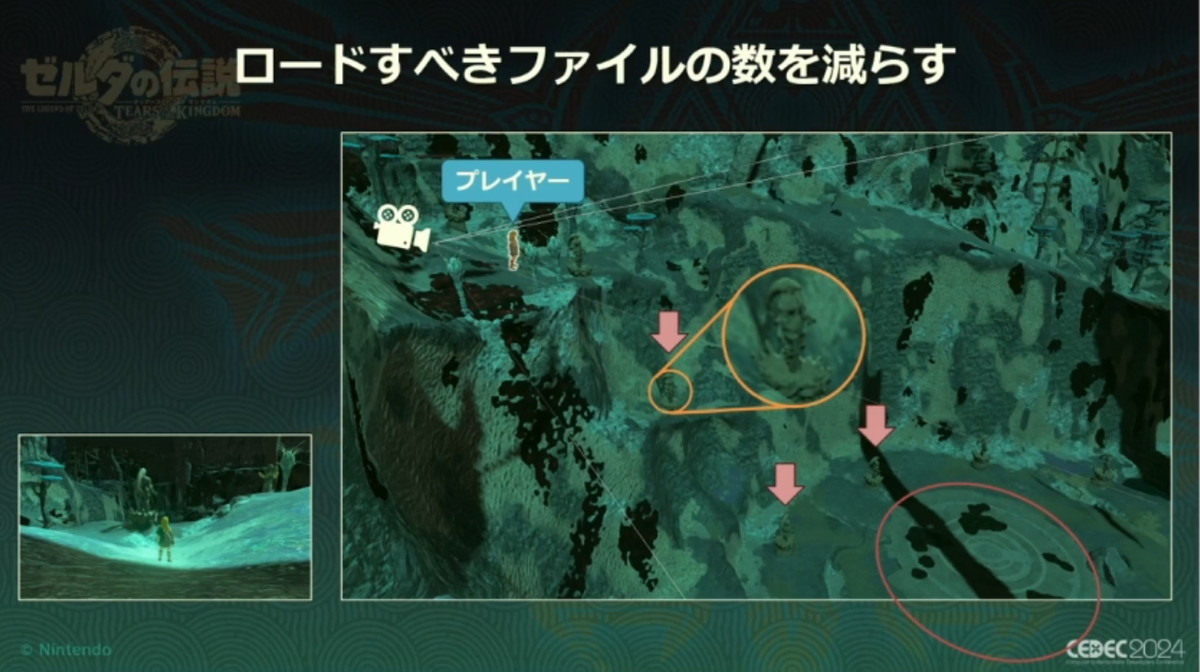 ロードすべきファイルの数を減らす
ゼルダの伝説
TEARS OF THE KINGDOM
プレイヤー
© Nintendo
CEDEC2024